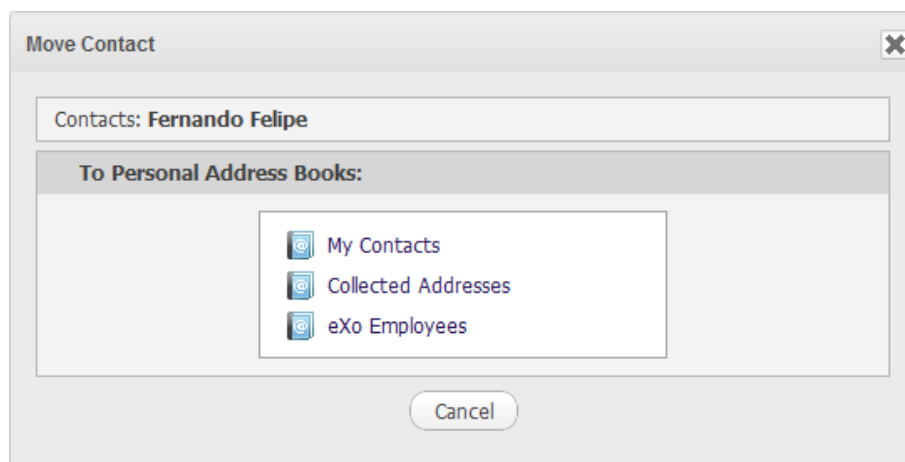 Move Contact
Contacts: Fernando Felipe
To Personal Address Books:
My Contacts
Collected Addresses
eXo Employees
Cancel